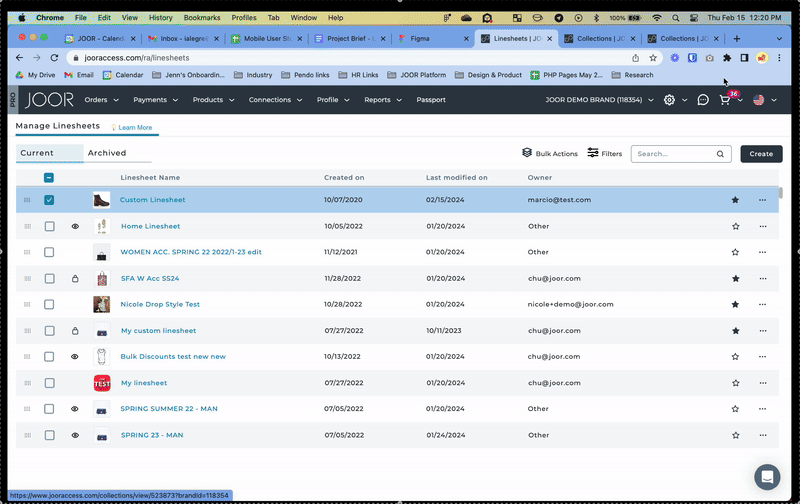 Chrome File Edit View History Bookmarks Profiles Tab Window Help 100% Thu Feb 15 12:20 PM
JOOR - Calend Inbox - ialegre Mobile User St Project Brief - L Figma Linesheets | JO Collections | JO Collections | JO
jooraccess.com/ra/linesheets
My Drive Email Calendar Jenn's Onboardin... Industry Pendo links HR Links JOOR Platform Design & Product PHP Pages May 2... Research
PRO JOOR Orders Payments Products Connections Profile Reports Passport JOOR DEMO BRAND (118354) 36
Manage Linesheets Learn More
Current Archived Bulk Actions Filters Search... Create
Linesheet Name Created on Last modified on Owner
Custom Linesheet 10/07/2020 02/15/2024 marcio@test.com
Home Linesheet 10/05/2022 01/20/2024 Other
WOMEN ACC. SPRING 22 2022/1-23 edit 11/12/2021 01/20/2024 Other
SFA W Acc SS24 11/28/2022 01/20/2024 chu@joor.com
Nicole Drop Style Test 10/28/2022 01/20/2024 nicole+demo@joor.com
My custom linesheet 07/27/2022 10/11/2023 chu@joor.com
Bulk Discounts test new new 10/13/2022 01/20/2024 chu@joor.com
TEST My linesheet 07/27/2022 01/20/2024 chu@joor.com
SPRING SUMMER 22 - MAN 07/05/2022 01/20/2024 Other
SPRING 23 - MAN 07/05/2022 01/24/2024 Other
https://www.jooraccess.com/collections/view/523873?brandId=118354